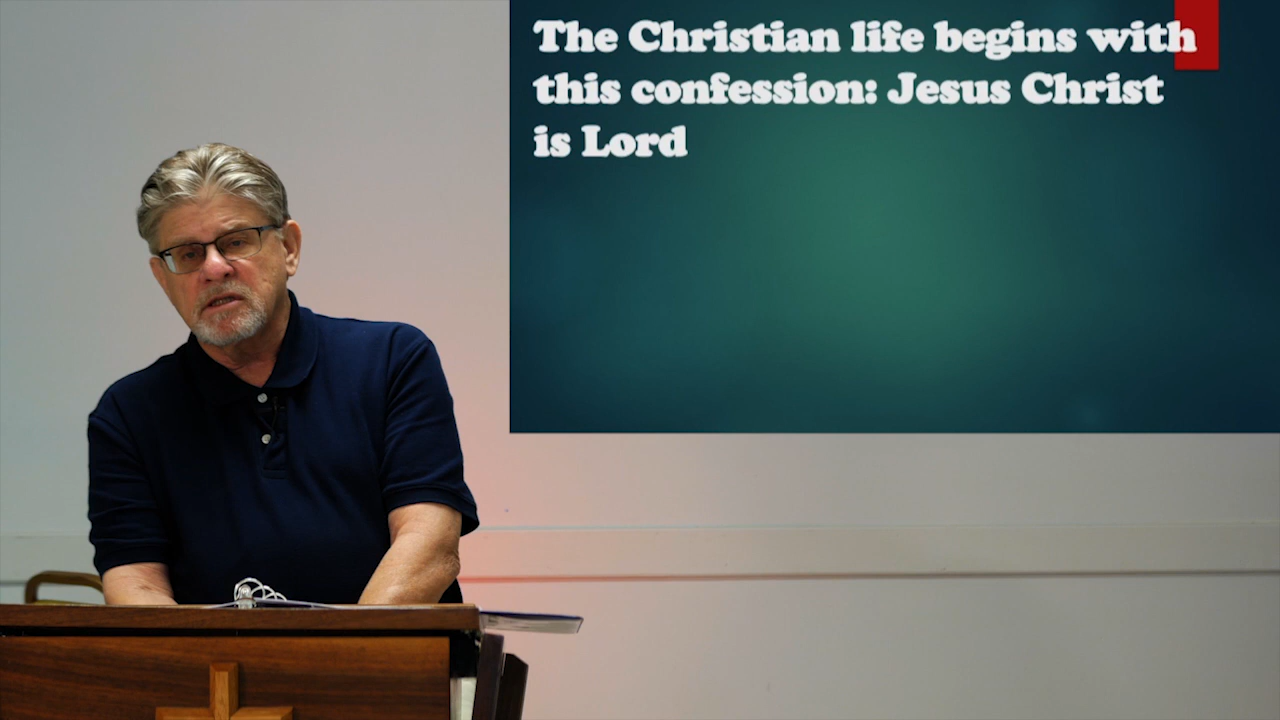 The Christian life begins with
this confession: Jesus Christ
is Lord